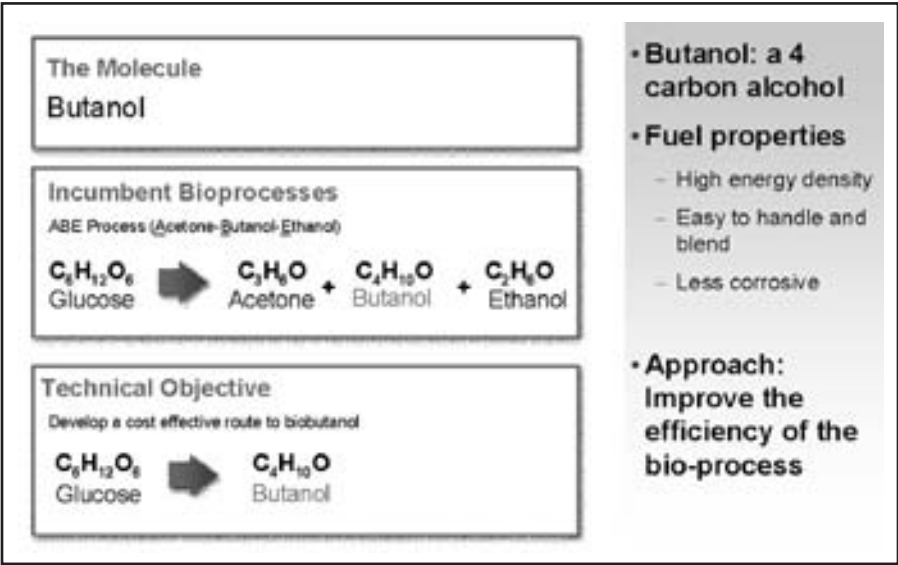 The Molecule
Butanol
Incumbent Bioprocesses
ABE Process (Acetone-Butanol-Ethanol)
C₆H₁₂O₆ C₃H₆O + C₄H₁₀O + C₂H₆O
Glucose Acetone Butanol Ethanol
Technical Objective
Develop a cost effective route to biobutanol
C₆H₁₂O₆ C₄H₁₀O
Glucose Butanol
• Butanol: a 4
carbon alcohol
• Fuel properties
– High energy density
– Easy to handle and
blend
– Less corrosive
• Approach:
Improve the
efficiency of the
bio-process